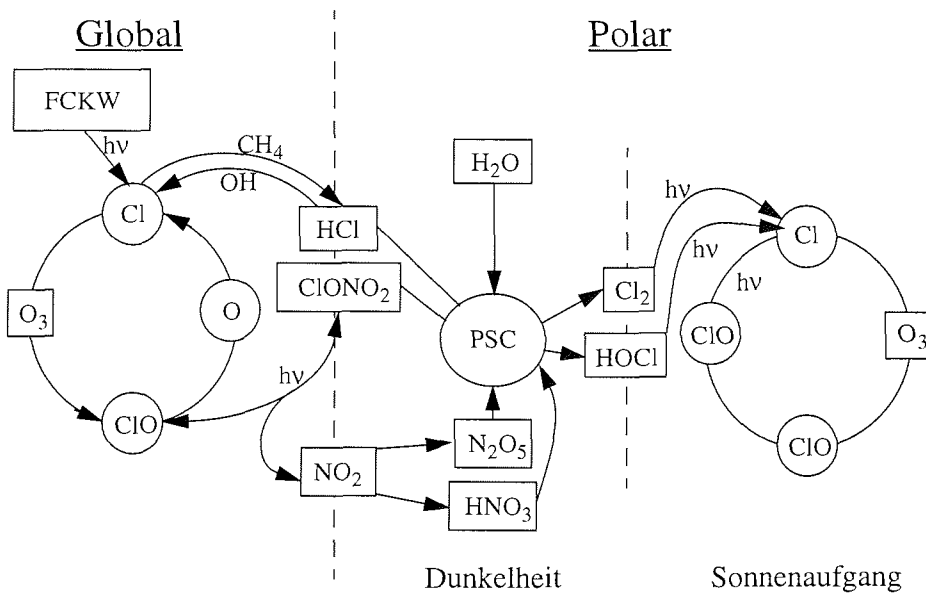 Global
Polar
FCKW
hν
CH₄
OH
Cl
O₃
O
ClO
hν
HCl
ClONO₂
NO₂
H₂O
PSC
N₂O₅
HNO₃
Cl₂
HOCl
hν
hν
hν
Cl
ClO
O₃
ClO
Dunkelheit
Sonnenaufgang